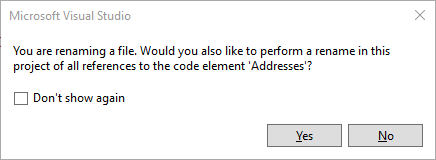 Microsoft Visual Studio
You are renaming a file. Would you also like to perform a rename in this
project of all references to the code element 'Addresses'?
Don't show again
Yes No